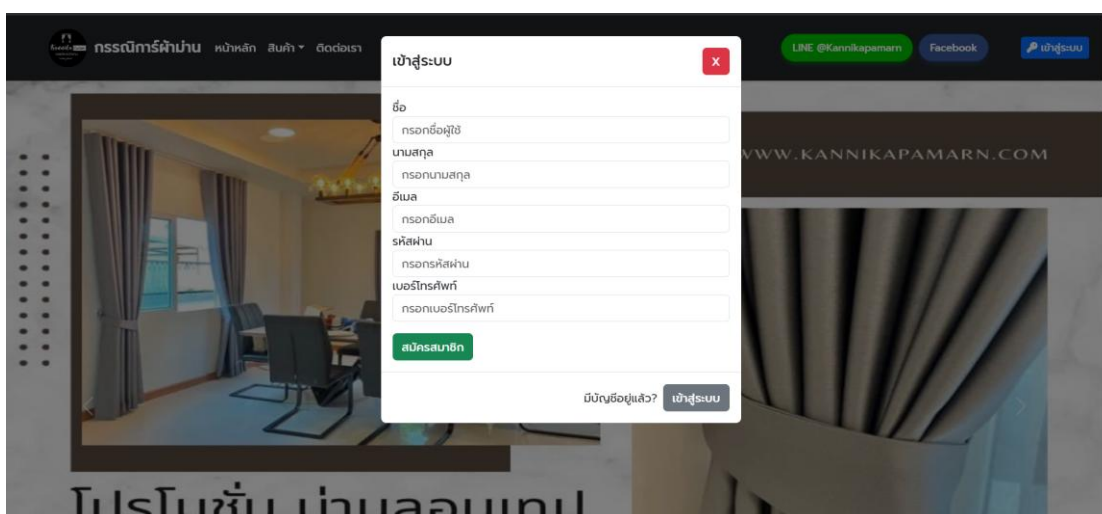 กรรณิการ์ผ้าม่าน หน้าหลัก สินค้า ติดต่อเรา
LINE @Kannikapamarn Facebook เข้าสู่ระบบ
เข้าสู่ระบบ X
ชื่อ
กรอกชื่อผู้ใช้
นามสกุล
กรอกนามสกุล
อีเมล
กรอกอีเมล
รหัสผ่าน
กรอกรหัสผ่าน
เบอร์โทรศัพท์
กรอกเบอร์โทรศัพท์
สมัครสมาชิก
มีบัญชีอยู่แล้ว? เข้าสู่ระบบ
WWW.KANNIKAPAMARN.COM
โปรโมชั่น ม่านลอนเทป